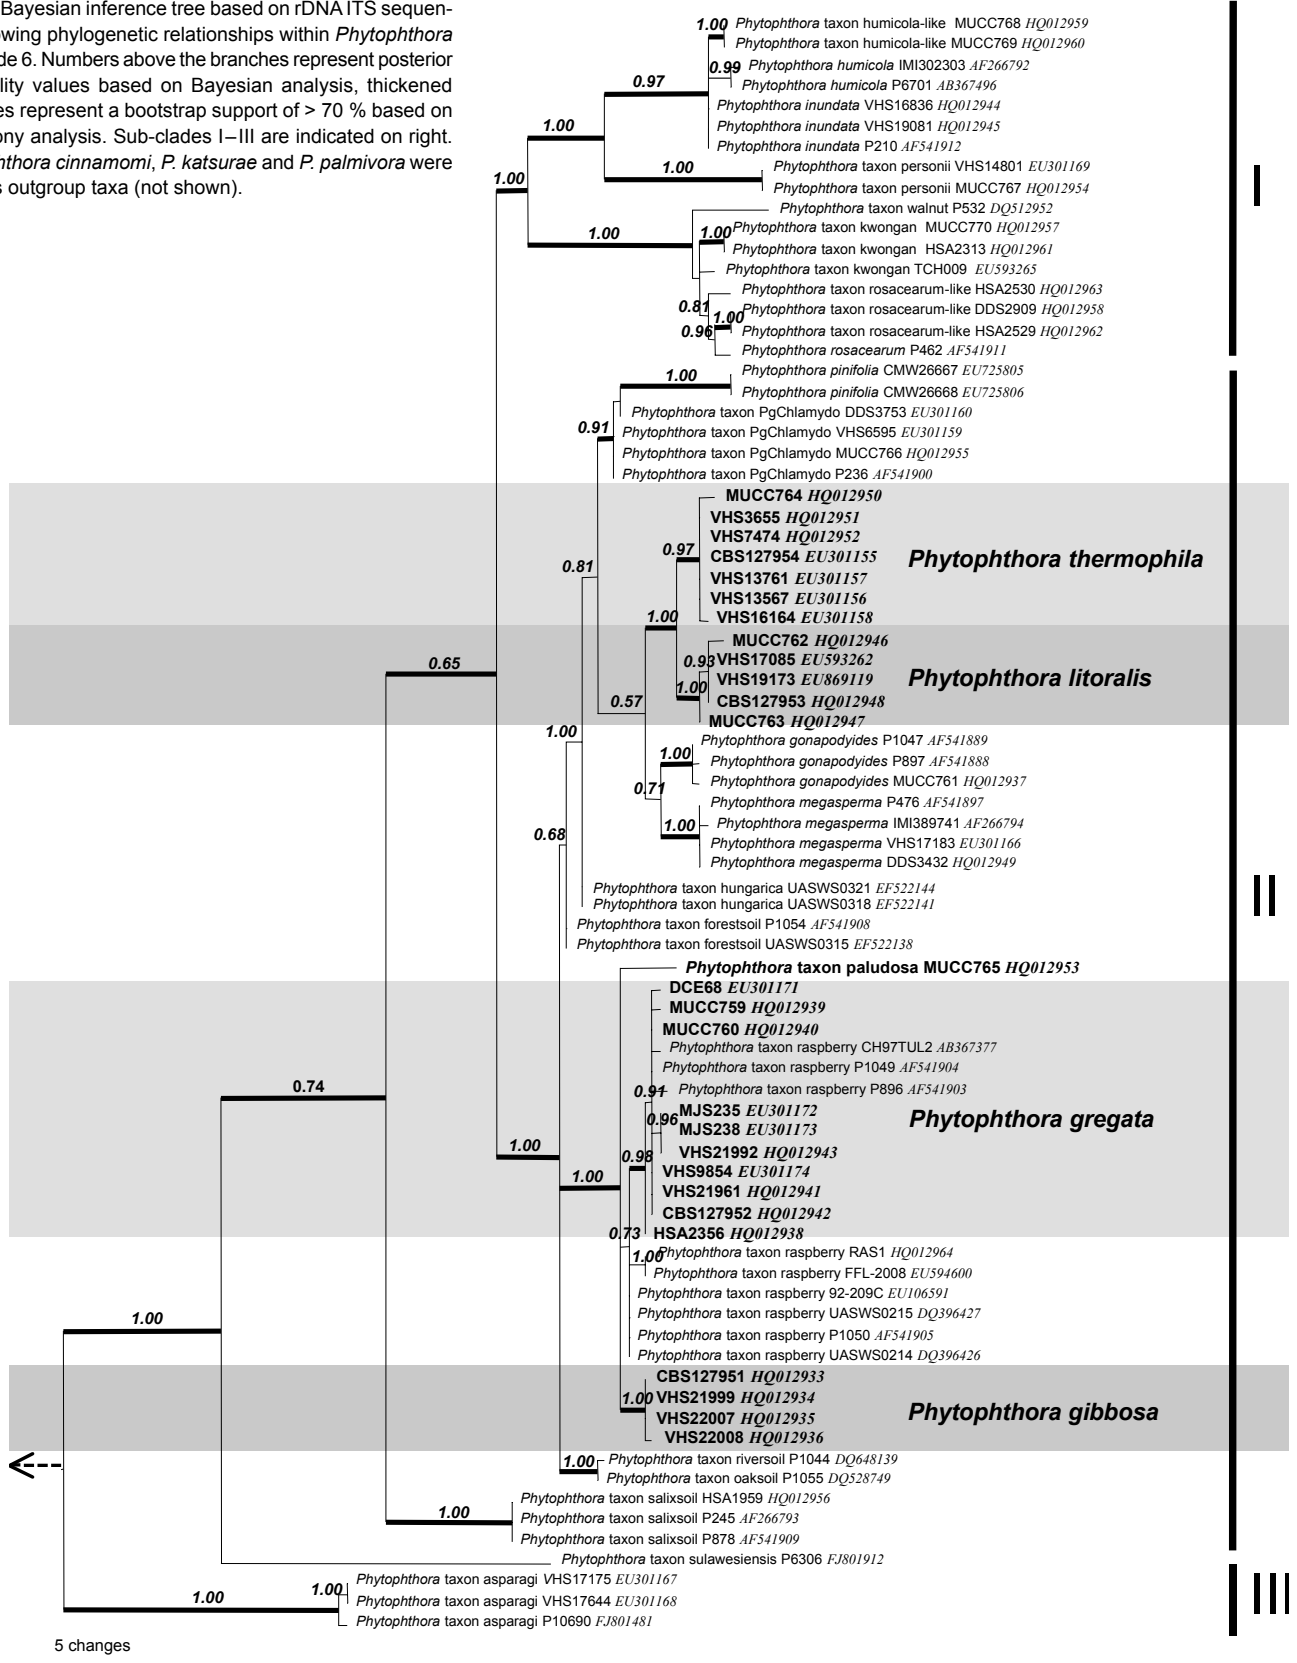 Bayesian inference tree based on rDNA ITS sequen-
wing phylogenetic relationships within Phytophthora
de 6. Numbers above the branches represent posterior
lity values based on Bayesian analysis, thickened
es represent a bootstrap support of > 70 % based on
ony analysis. Sub-clades I–III are indicated on right.
nthora cinnamomi, P. katsurae and P. palmivora were
s outgroup taxa (not shown).
1.00 Phytophthora taxon humicola-like MUCC768 HQ012959
Phytophthora taxon humicola-like MUCC769 HQ012960
0.99 Phytophthora humicola IMI302303 AF266792
0.97 Phytophthora humicola P6701 AB367496
Phytophthora inundata VHS16836 HQ012944
1.00 Phytophthora inundata VHS19081 HQ012945
Phytophthora inundata P210 AF541912
1.00 Phytophthora taxon personii VHS14801 EU301169
1.00 Phytophthora taxon personii MUCC767 HQ012954
I
Phytophthora taxon walnut P532 DQ512952
1.00 1.00 Phytophthora taxon kwongan MUCC770 HQ012957
Phytophthora taxon kwongan HSA2313 HQ012961
Phytophthora taxon kwongan TCH009 EU593265
Phytophthora taxon rosacearum-like HSA2530 HQ012963
0.81 Phytophthora taxon rosacearum-like DDS2909 HQ012958
1.00
0.96 Phytophthora taxon rosacearum-like HSA2529 HQ012962
Phytophthora rosacearum P462 AF541911
1.00 Phytophthora pinifolia CMW26667 EU725805
Phytophthora pinifolia CMW26668 EU725806
Phytophthora taxon PgChlamydo DDS3753 EU301160
0.91 Phytophthora taxon PgChlamydo VHS6595 EU301159
Phytophthora taxon PgChlamydo MUCC766 HQ012955
Phytophthora taxon PgChlamydo P236 AF541900
MUCC764 HQ012950
VHS3655 HQ012951
VHS7474 HQ012952
0.97 CBS127954 EU301155
Phytophthora thermophila
0.81 VHS13761 EU301157
VHS13567 EU301156
1.00 VHS16164 EU301158
MUCC762 HQ012946
0.65 0.93 VHS17085 EU593262
VHS19173 EU869119
Phytophthora litoralis
0.57 1.00 CBS127953 HQ012948
MUCC763 HQ012947
1.00 Phytophthora gonapodyides P1047 AF541889
1.00 Phytophthora gonapodyides P897 AF541888
Phytophthora gonapodyides MUCC761 HQ012937
0.71 Phytophthora megasperma P476 AF541897
0.68 1.00 Phytophthora megasperma IMI389741 AF266794
Phytophthora megasperma VHS17183 EU301166
Phytophthora megasperma DDS3432 HQ012949
Phytophthora taxon hungarica UASWS0321 EF522144
II
Phytophthora taxon hungarica UASWS0318 EF522141
Phytophthora taxon forestsoil P1054 AF541908
Phytophthora taxon forestsoil UASWS0315 EF522138
Phytophthora taxon paludosa MUCC765 HQ012953
DCE68 EU301171
MUCC759 HQ012939
MUCC760 HQ012940
Phytophthora taxon raspberry CH97TUL2 AB367377
Phytophthora taxon raspberry P1049 AF541904
0.74 0.91 Phytophthora taxon raspberry P896 AF541903
MJS235 EU301172
0.96
Phytophthora gregata
MJS238 EU301173
1.00 0.98 VHS21992 HQ012943
1.00 VHS9854 EU301174
VHS21961 HQ012941
CBS127952 HQ012942
0.73 HSA2356 HQ012938
1.00 Phytophthora taxon raspberry RAS1 HQ012964
Phytophthora taxon raspberry FFL-2008 EU594600
Phytophthora taxon raspberry 92-209C EU106591
1.00 Phytophthora taxon raspberry UASWS0215 DQ396427
Phytophthora taxon raspberry P1050 AF541905
Phytophthora taxon raspberry UASWS0214 DQ396426
CBS127951 HQ012933
1.00 VHS21999 HQ012934
Phytophthora gibbosa
VHS22007 HQ012935
VHS22008 HQ012936
1.00 Phytophthora taxon riversoil P1044 DQ648139
Phytophthora taxon oaksoil P1055 DQ528749
Phytophthora taxon salixsoil HSA1959 HQ012956
1.00 Phytophthora taxon salixsoil P245 AF266793
Phytophthora taxon salixsoil P878 AF541909
Phytophthora taxon sulawesiensis P6306 FJ801912
1.00 Phytophthora taxon asparagi VHS17175 EU301167
1.00 Phytophthora taxon asparagi VHS17644 EU301168
III
Phytophthora taxon asparagi P10690 FJ801481
5 changes